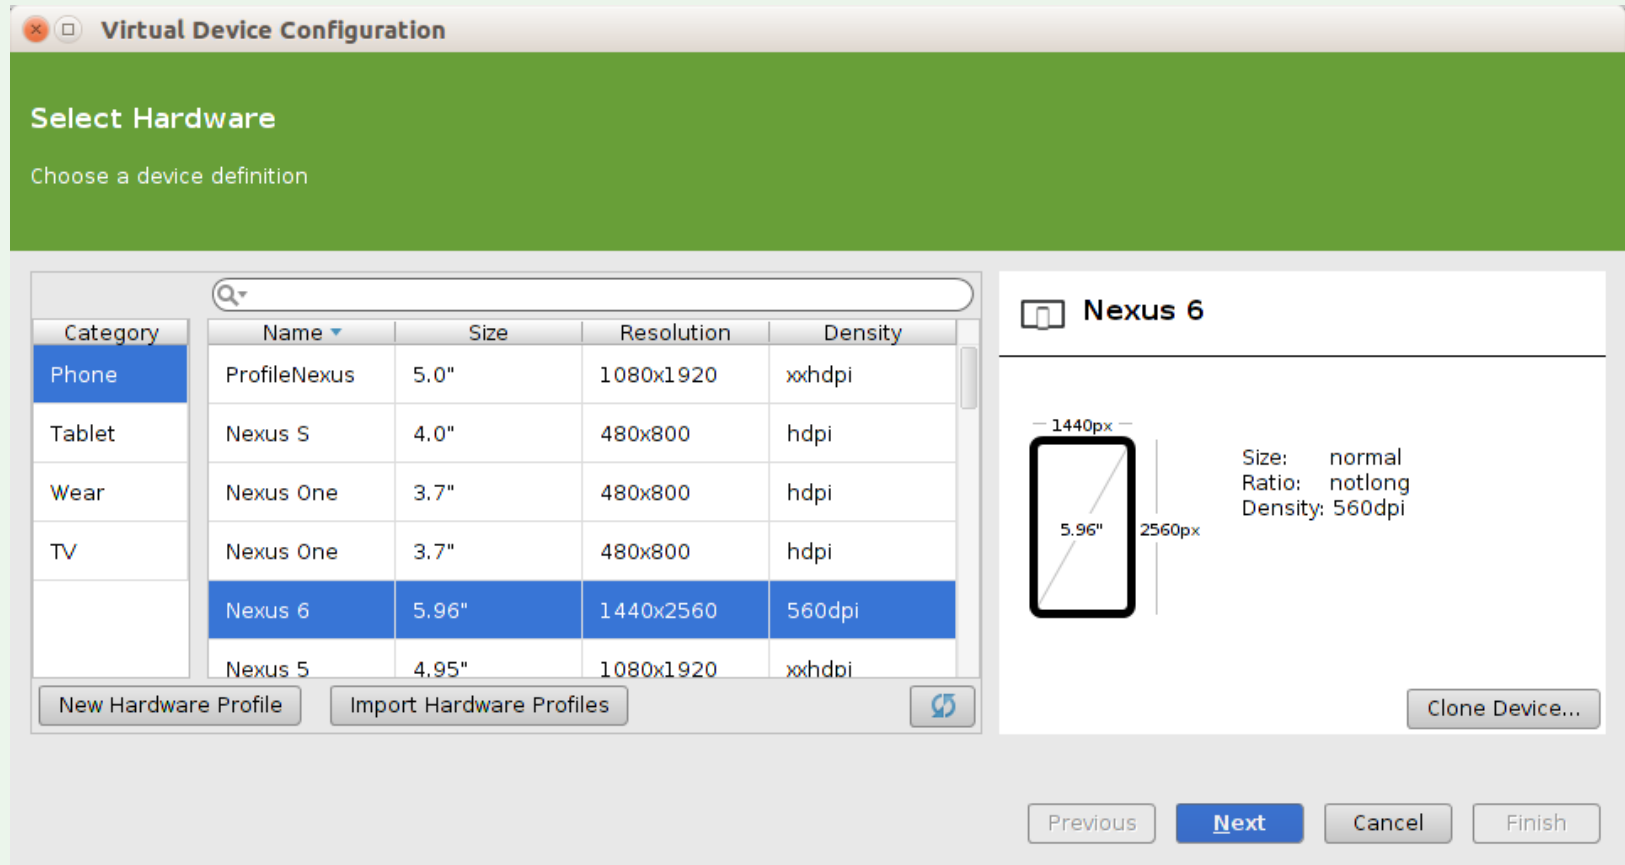 Virtual Device Configuration
Select Hardware
Choose a device definition
Category Name Size Resolution Density
Phone ProfileNexus 5.0" 1080x1920 xxhdpi
Tablet Nexus S 4.0" 480x800 hdpi
Wear Nexus One 3.7" 480x800 hdpi
TV Nexus One 3.7" 480x800 hdpi
Nexus 6 5.96" 1440x2560 560dpi
Nexus 5 4.95" 1080x1920 xxhdpi
New Hardware Profile Import Hardware Profiles
Nexus 6
1440px
5.96" 2560px
Size: normal
Ratio: notlong
Density: 560dpi
Clone Device...
Previous Next Cancel Finish